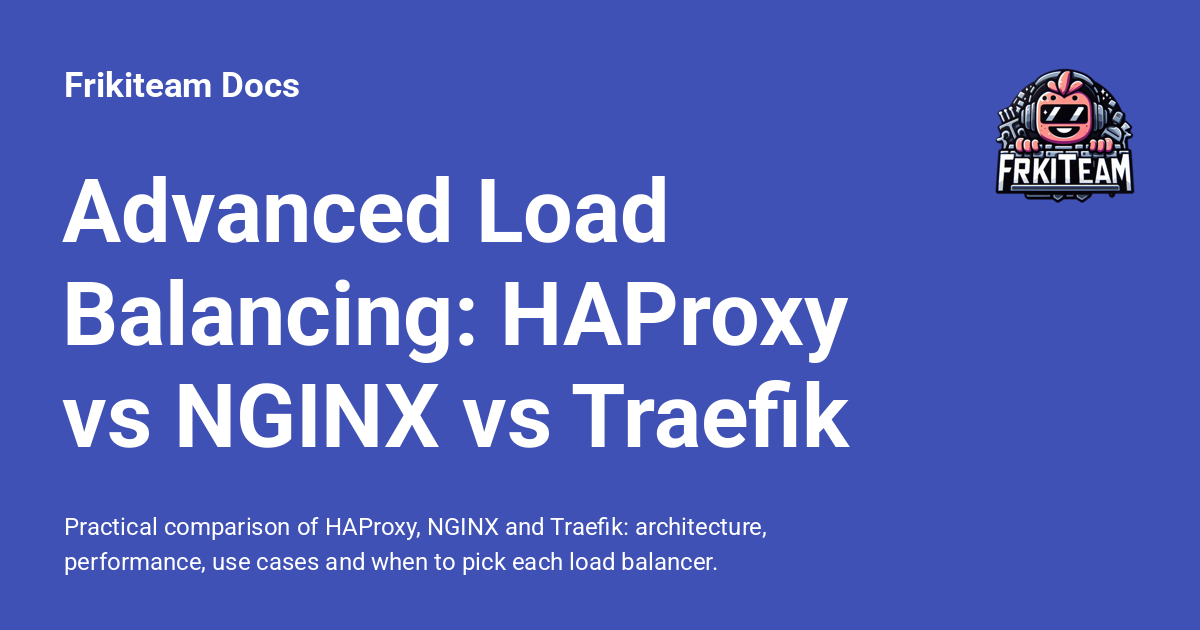 Frikiteam Docs
FRKITEAM
Advanced Load
Balancing: HAProxy
vs NGINX vs Traefik
Practical comparison of HAProxy, NGINX and Traefik: architecture,
performance, use cases and when to pick each load balancer.